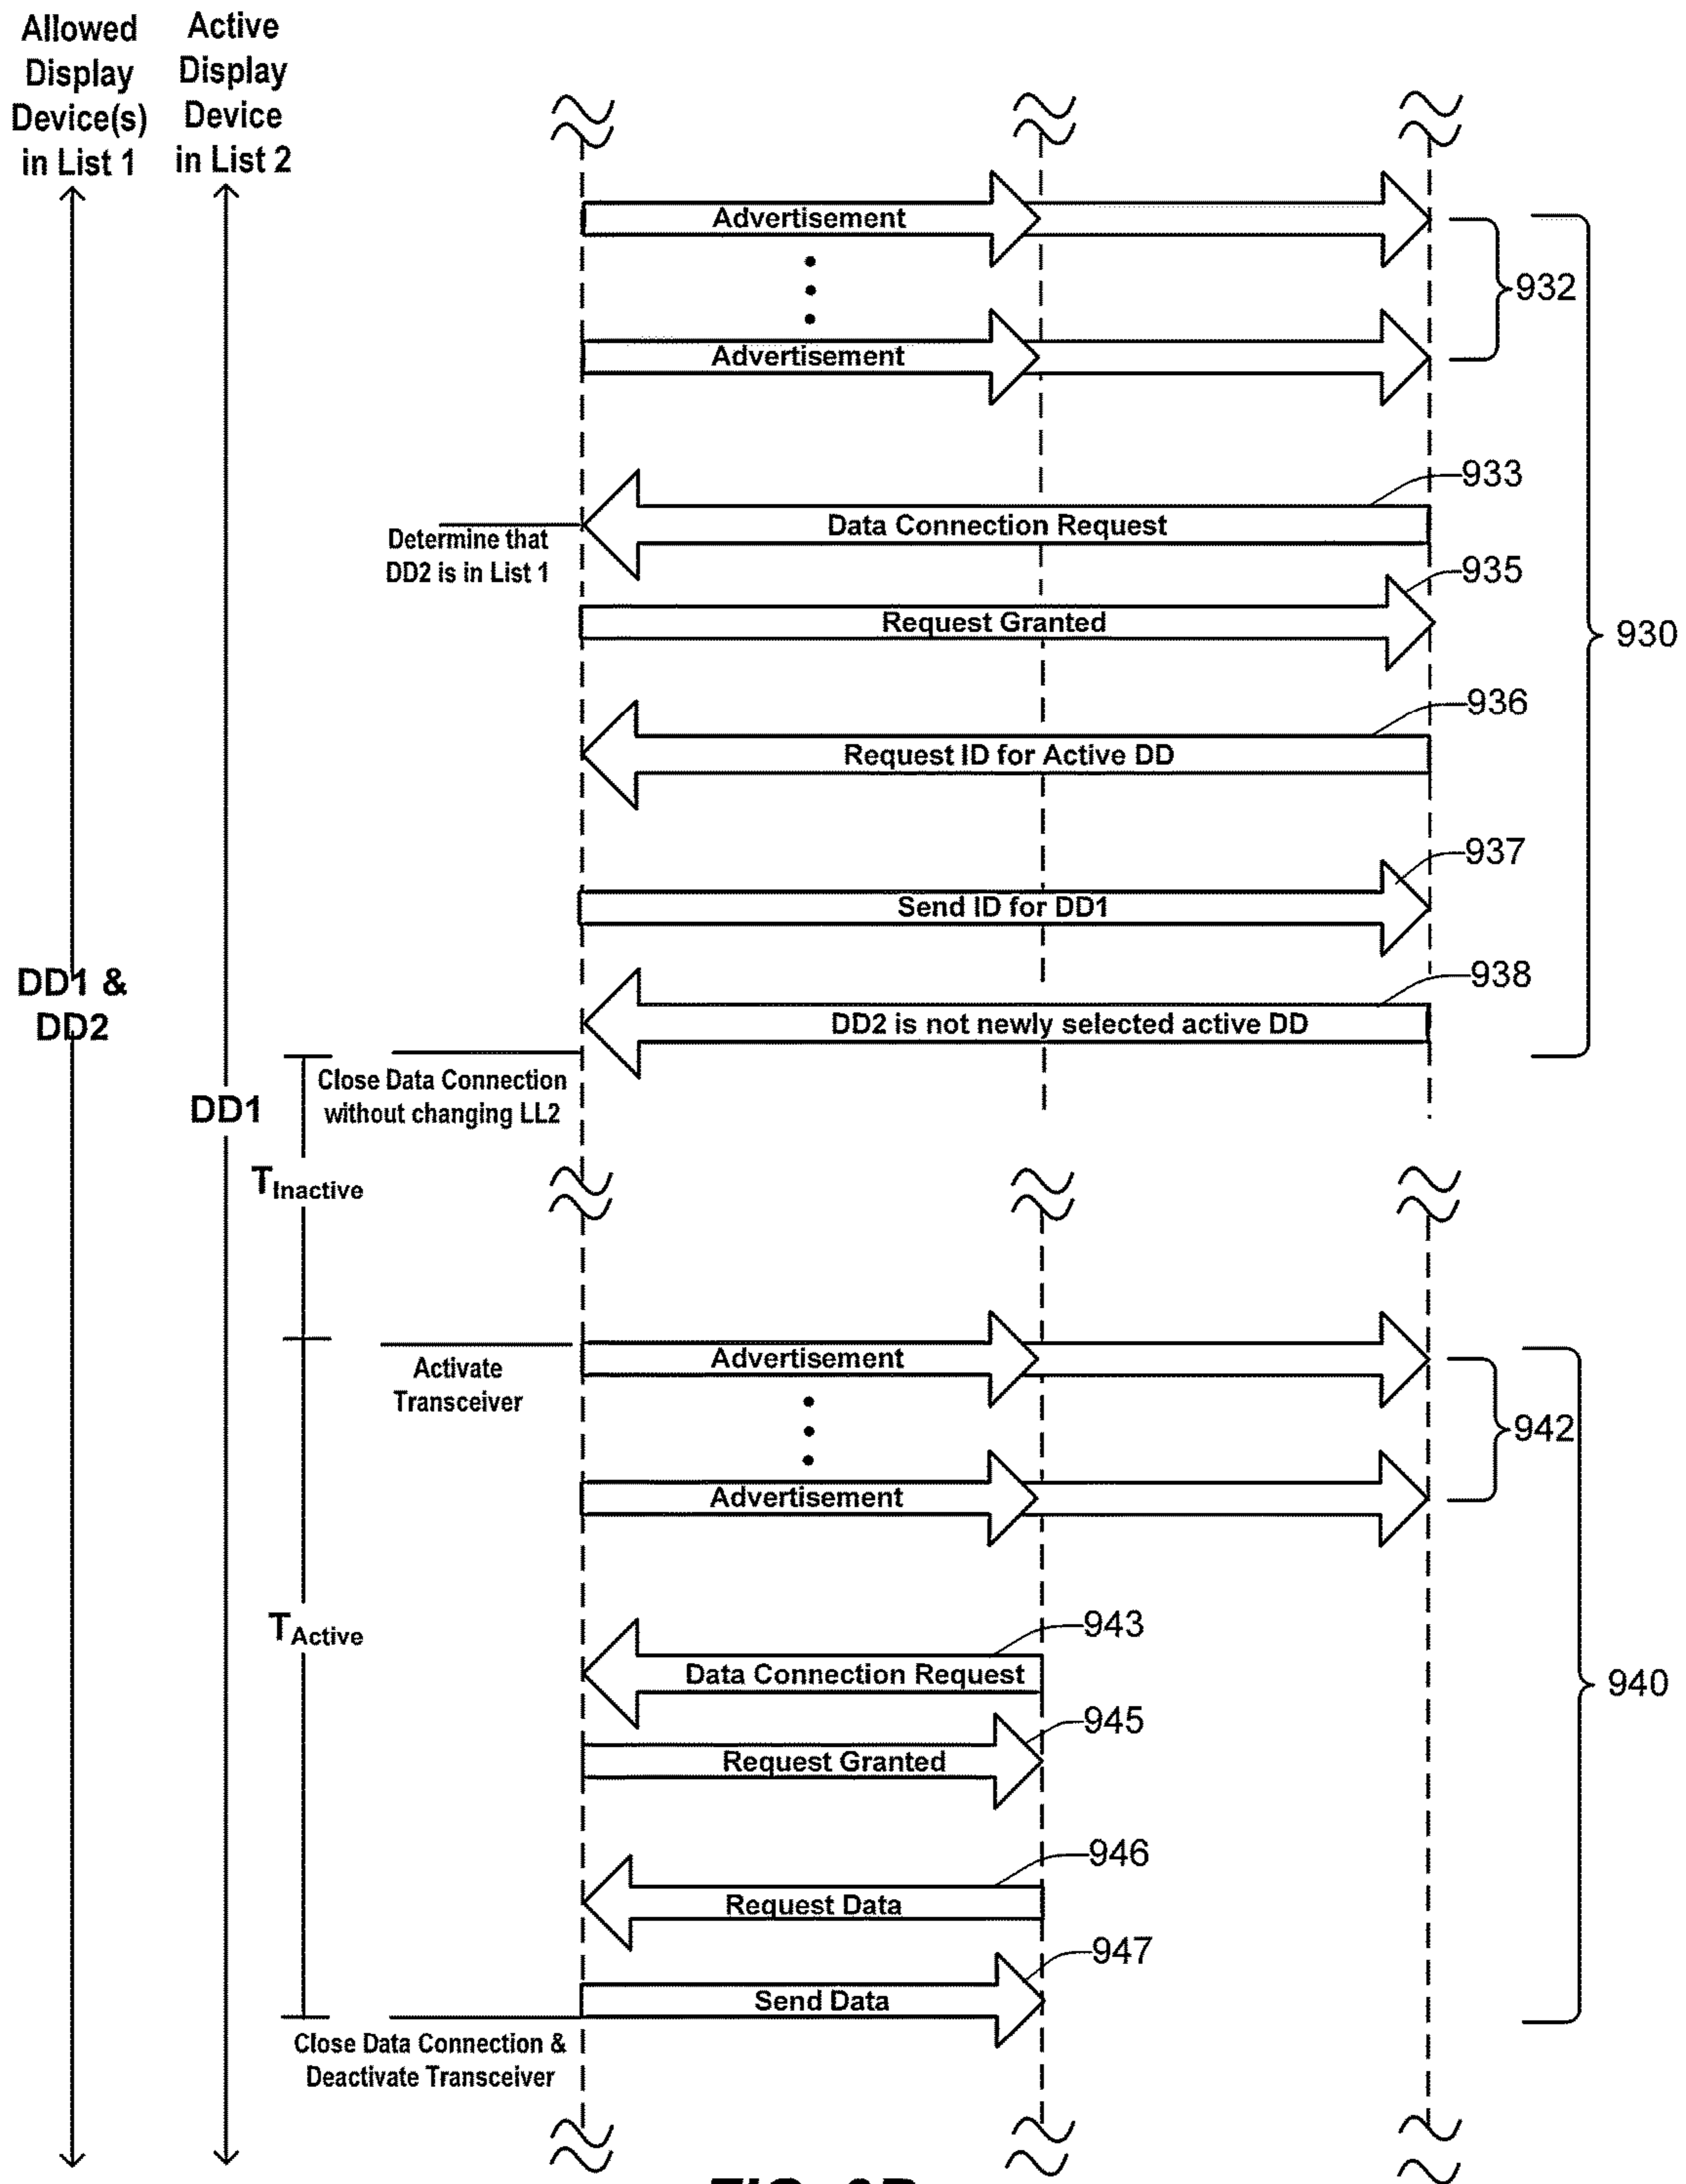 Allowed
Display
Device(s)
in List 1
Active
Display
Device
in List 2
Advertisement
Advertisement
932
933
Data Connection Request
Determine that
DD2 is in List 1
935
Request Granted
930
936
Request ID for Active DD
937
Send ID for DD1
938
DD2 is not newly selected active DD
DD1 &
DD2
Close Data Connection
without changing LL2
DD1
TInactive
Advertisement
Activate
Transceiver
942
Advertisement
943
Data Connection Request
TActive
940
945
Request Granted
946
Request Data
947
Send Data
Close Data Connection &
Deactivate Transceiver